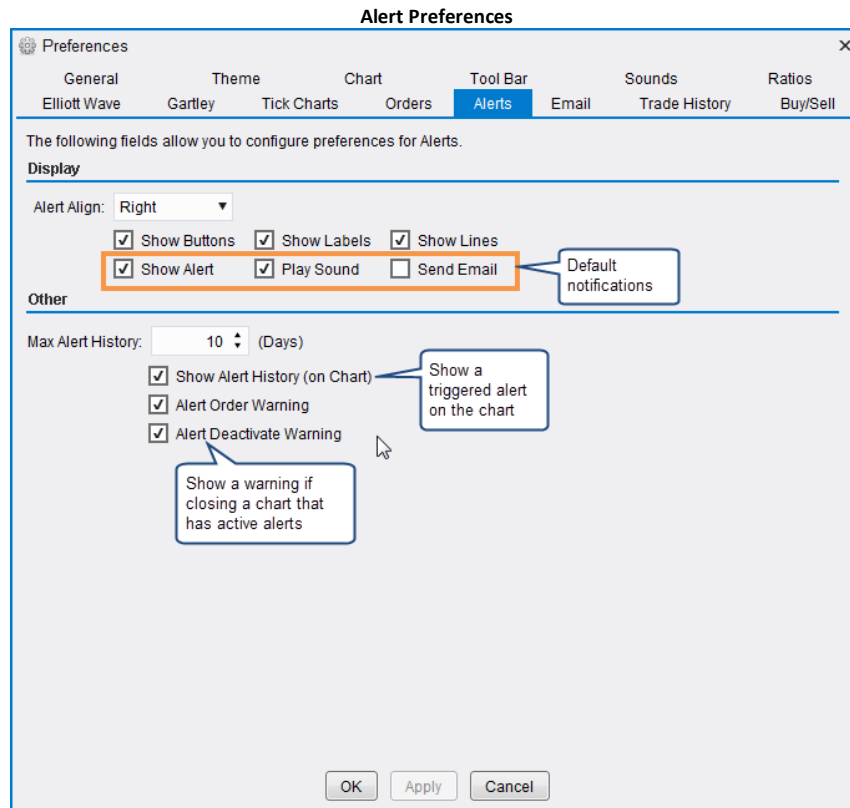 Alert Preferences
Preferences
General Theme Chart Tool Bar Sounds Ratios
Elliott Wave Gartley Tick Charts Orders Alerts Email Trade History Buy/Sell
The following fields allow you to configure preferences for Alerts.
Display
Alert Align: Right
Show Buttons Show Labels Show Lines
Show Alert Play Sound Send Email
Default
notifications
Other
Max Alert History: 10 (Days)
Show Alert History (on Chart)
Show a
triggered alert
on the chart
Alert Order Warning
Alert Deactivate Warning
Show a warning if
closing a chart that
has active alerts
OK Apply Cancel